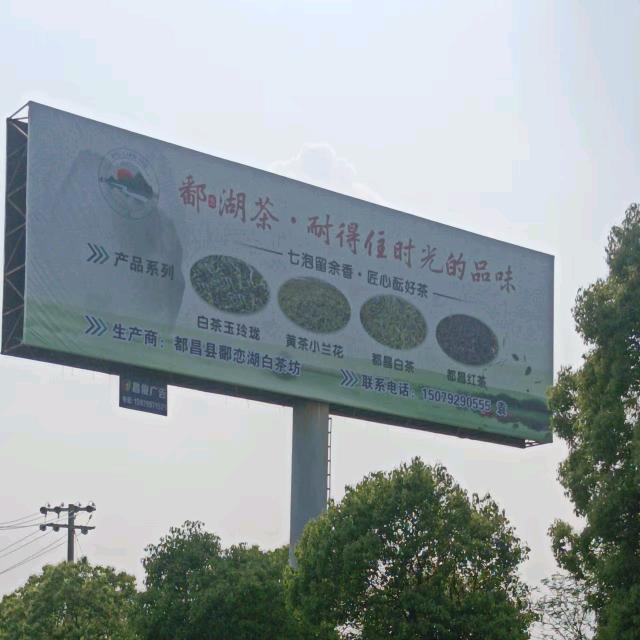 鄱湖茶·耐得住时光的品味
七泡留余香·匠心酝好茶
产品系列
白茶玉玲珑
黄茶小兰花
都昌白茶
都昌红茶
生产商：都昌县鄱恋湖白茶坊
联系电话：